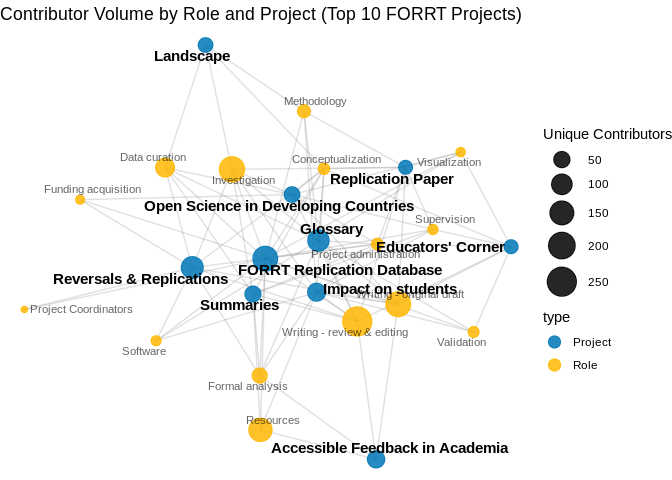 Contributor Volume by Role and Project (Top 10 FORRT Projects)
Landscape
Methodology
Data curation
Investigation
Conceptualization
Replication Paper
Visualization
Funding acquisition
Open Science in Developing Countries
Supervision
Glossary
Project administration
Educators' Corner
FORRT Replication Database
Reversals & Replications
Impact on students
Writing - original draft
Summaries
Project Coordinators
Writing - review & editing
Validation
Software
Formal analysis
Resources
Accessible Feedback in Academia
Unique Contributors
50
100
150
200
250
type
Project
Role